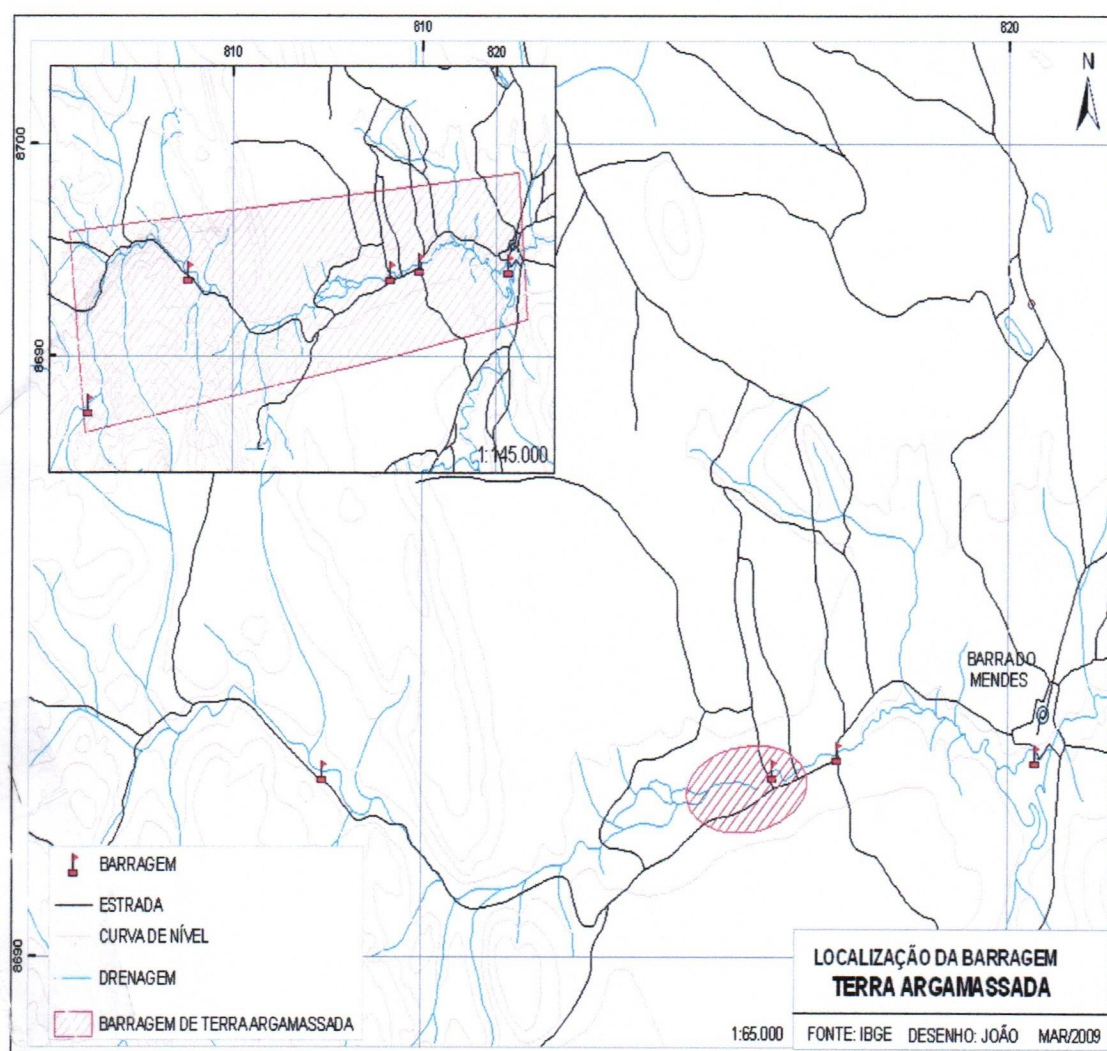 810
820
810
820
N
8700
8690
1:145.000
BARRA DO
MENDES
BARRAGEM
ESTRADA
CURVA DE NÍVEL
DRENAGEM
BARRAGEM DE TERRA ARGAMASSADA
8690
1:65.000
LOCALIZAÇÃO DA BARRAGEM
TERRA ARGAMASSADA
FONTE: IBGE DESENHO: JOÃO MAR/2009